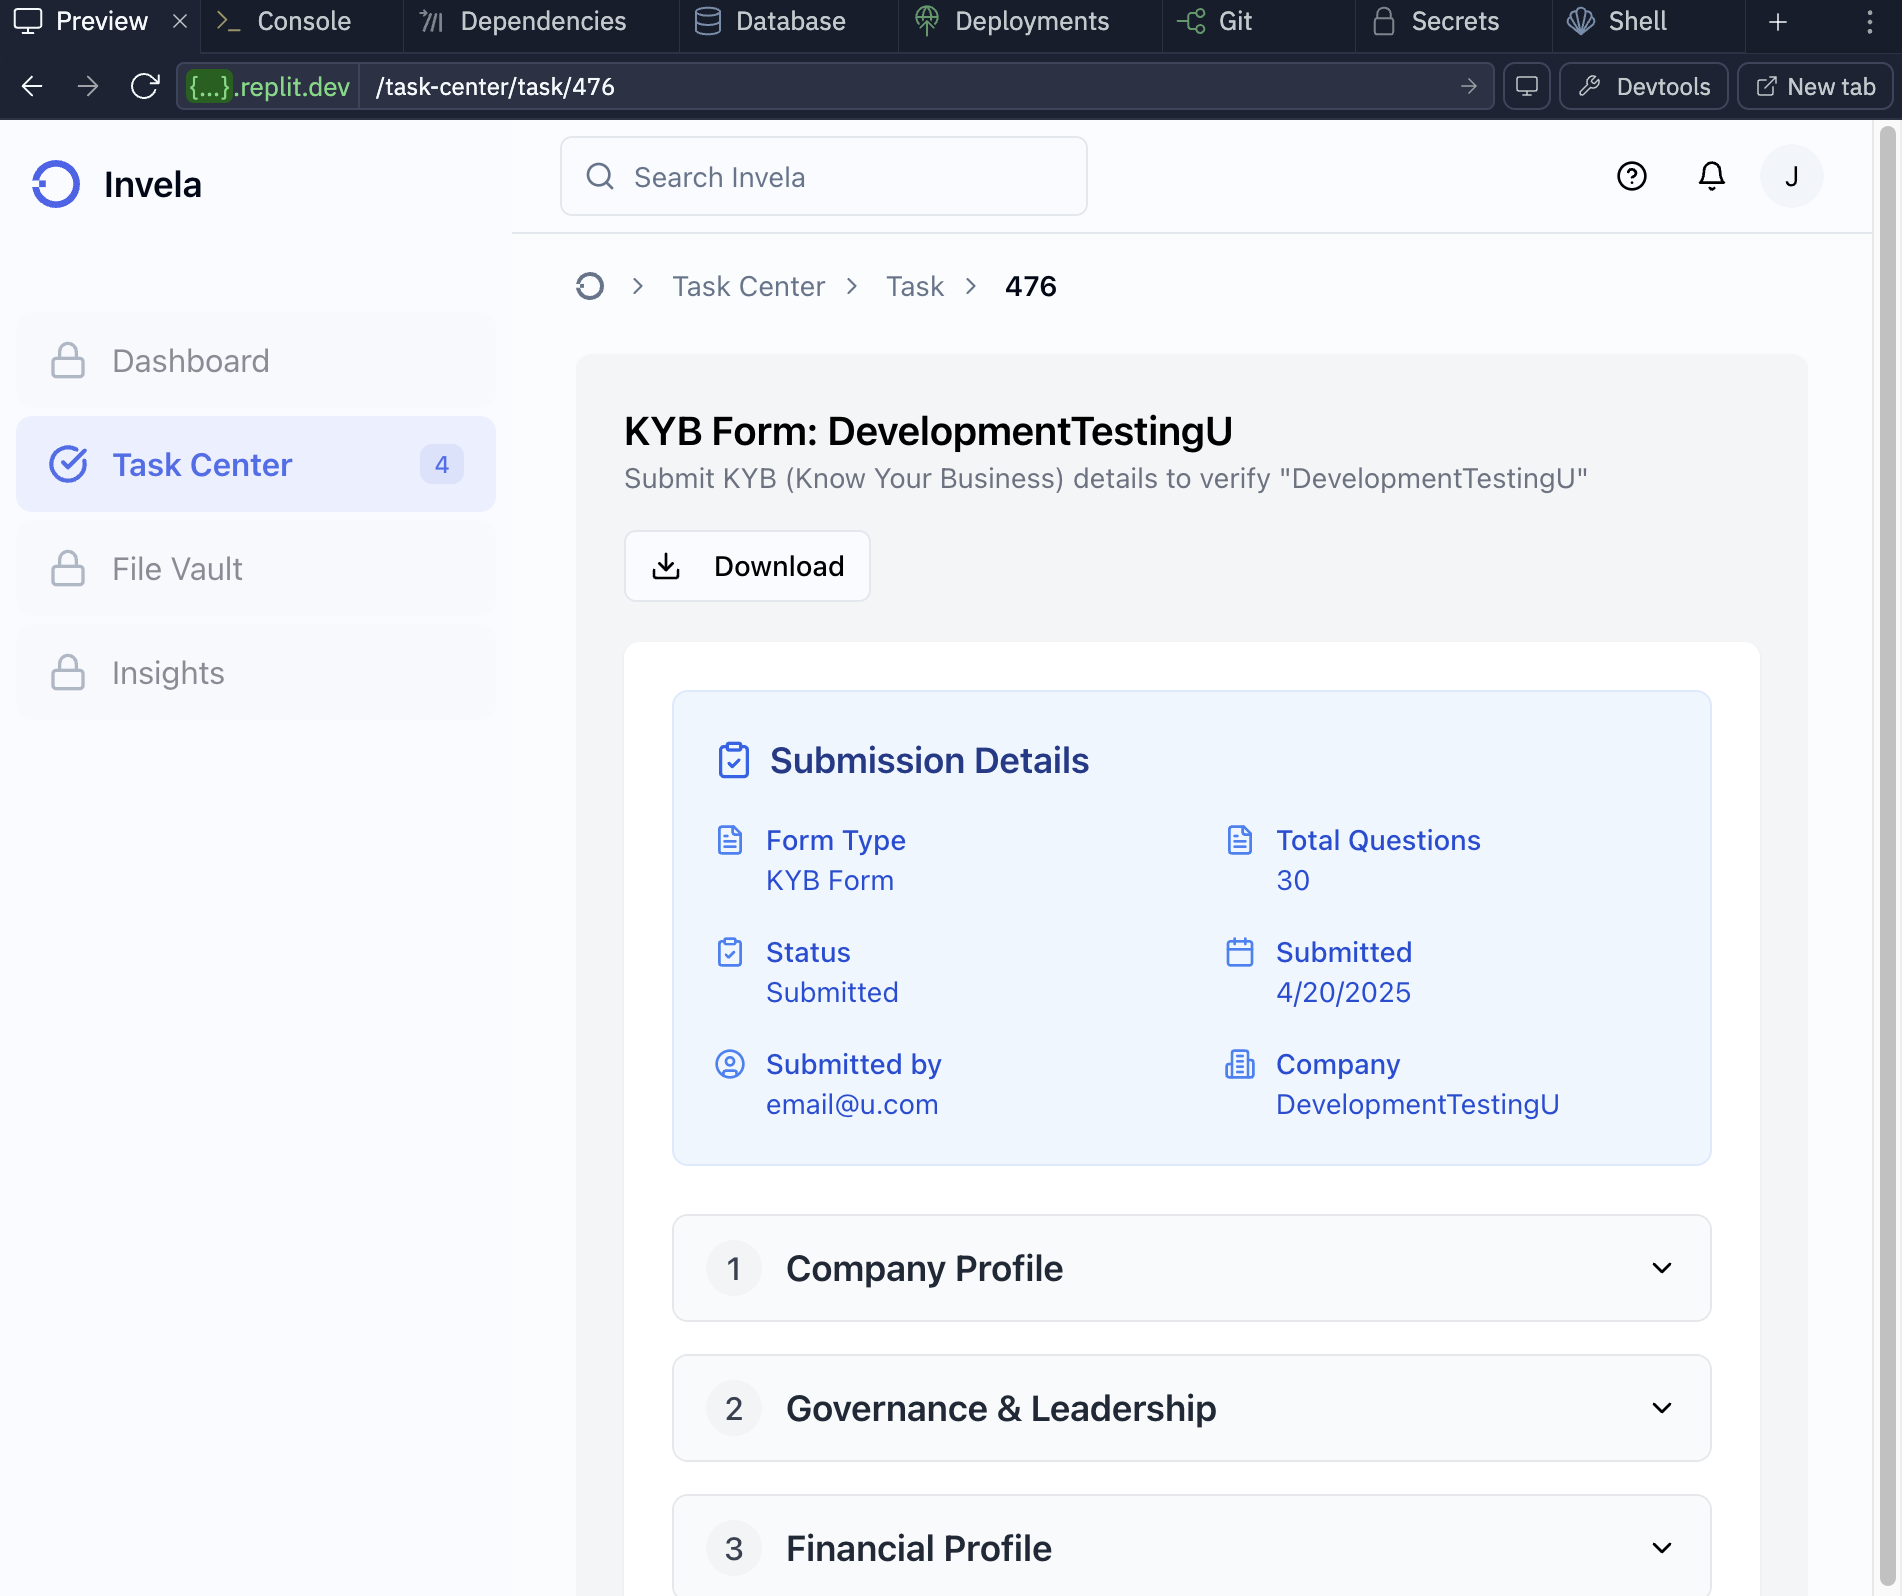 Preview
Console
Dependencies
Database
Deployments
Git
Secrets
Shell
{...}.replit.dev
/task-center/task/476
Devtools
New tab
Invela
Search Invela
J
Task Center
Task
476
Dashboard
Task Center
4
File Vault
Insights
KYB Form: DevelopmentTestingU
Submit KYB (Know Your Business) details to verify "DevelopmentTestingU"
Download
Submission Details
Form Type
KYB Form
Total Questions
30
Status
Submitted
Submitted
4/20/2025
Submitted by
email@u.com
Company
DevelopmentTestingU
1
Company Profile
2
Governance & Leadership
3
Financial Profile